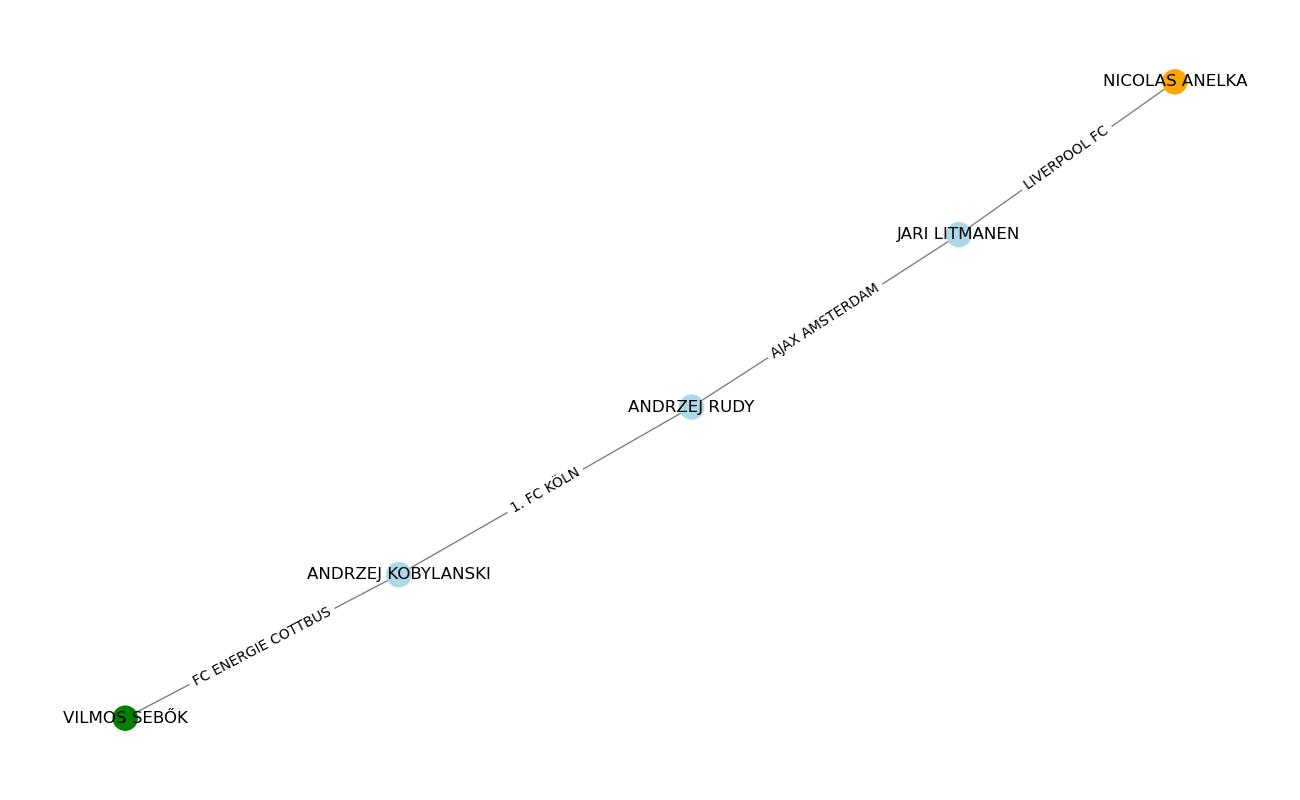 NICOLAS ANELKA
LIVERPOOL FC
JARI LITMANEN
AJAX AMSTERDAM
ANDRZEJ RUDY
1. FC KÖLN
ANDRZEJ KOBYLANSKI
FC ENERGIE COTTBUS
VILMOS SEBŐK